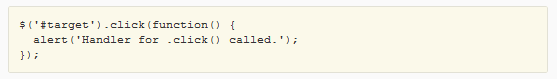 $('#target').click(function() {
  alert('Handler for .click() called.');
});